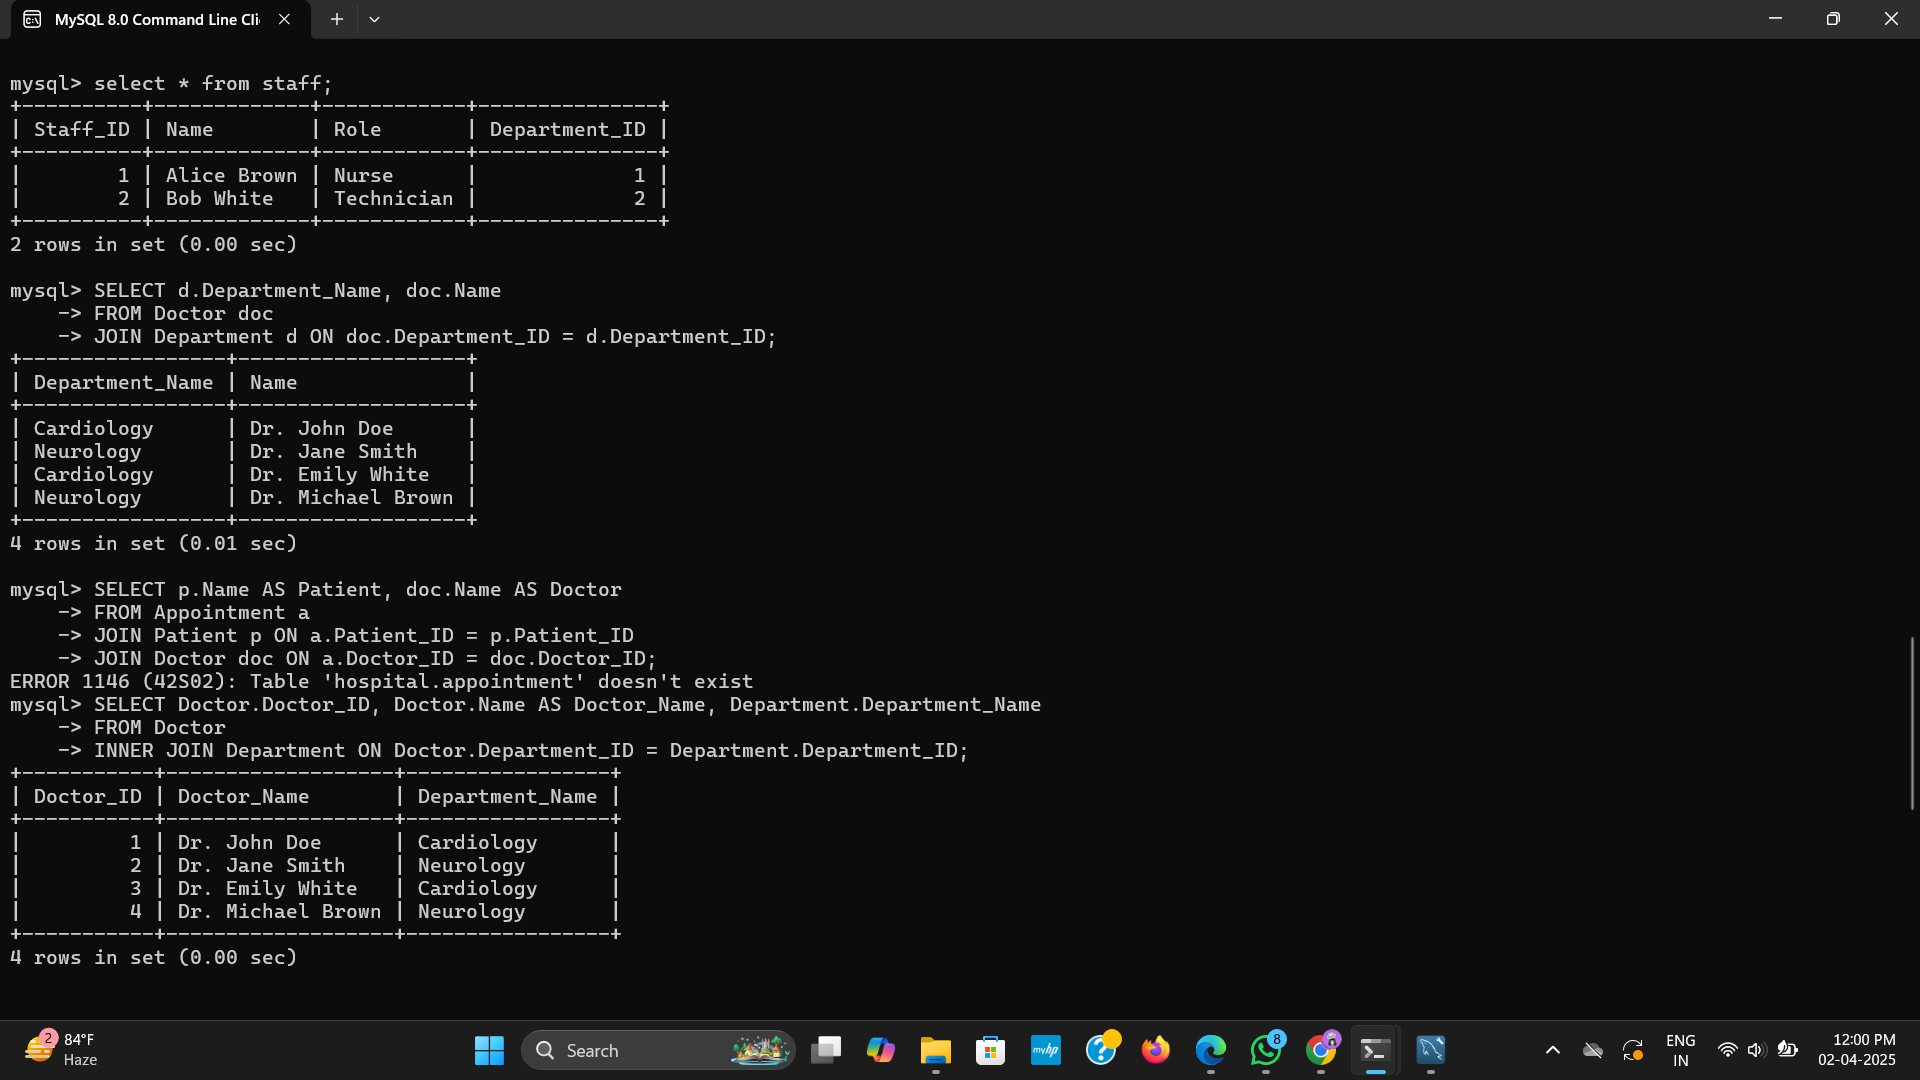 MySQL 8.0 Command Line Cli
mysql> select * from staff;
+----------+-------------+------------+---------------+
| Staff_ID | Name        | Role       | Department_ID |
+----------+-------------+------------+---------------+
|        1 | Alice Brown | Nurse      |             1 |
|        2 | Bob White   | Technician |             2 |
+----------+-------------+------------+---------------+
2 rows in set (0.00 sec)
mysql> SELECT d.Department_Name, doc.Name
    -> FROM Doctor doc
    -> JOIN Department d ON doc.Department_ID = d.Department_ID;
+-----------------+-------------------+
| Department_Name | Name              |
+-----------------+-------------------+
| Cardiology      | Dr. John Doe      |
| Neurology       | Dr. Jane Smith    |
| Cardiology      | Dr. Emily White   |
| Neurology       | Dr. Michael Brown |
+-----------------+-------------------+
4 rows in set (0.01 sec)
mysql> SELECT p.Name AS Patient, doc.Name AS Doctor
    -> FROM Appointment a
    -> JOIN Patient p ON a.Patient_ID = p.Patient_ID
    -> JOIN Doctor doc ON a.Doctor_ID = doc.Doctor_ID;
ERROR 1146 (42S02): Table 'hospital.appointment' doesn't exist
mysql> SELECT Doctor.Doctor_ID, Doctor.Name AS Doctor_Name, Department.Department_Name
    -> FROM Doctor
    -> INNER JOIN Department ON Doctor.Department_ID = Department.Department_ID;
+-----------+-------------------+-----------------+
| Doctor_ID | Doctor_Name       | Department_Name |
+-----------+-------------------+-----------------+
|         1 | Dr. John Doe      | Cardiology      |
|         2 | Dr. Jane Smith    | Neurology       |
|         3 | Dr. Emily White   | Cardiology      |
|         4 | Dr. Michael Brown | Neurology       |
+-----------+-------------------+-----------------+
4 rows in set (0.00 sec)
2 84°F
Haze
Search
myhp
8
ENG
IN
12:00 PM
02-04-2025